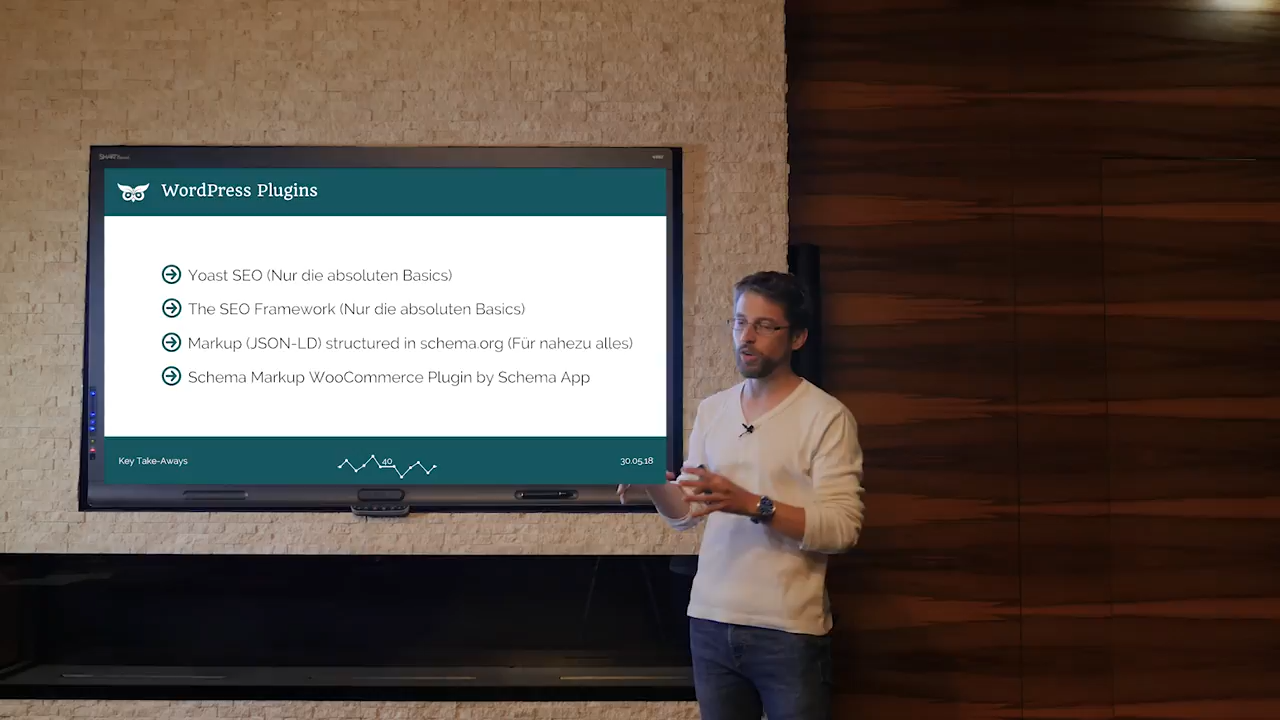 SMART
WordPress Plugins
Yoast SEO (Nur die absoluten Basics)
The SEO Framework (Nur die absoluten Basics)
Markup (JSON-LD) structured in schema.org (Für nahezu alles)
Schema Markup WooCommerce Plugin by Schema App
Key Take-Aways
40
30.05.18